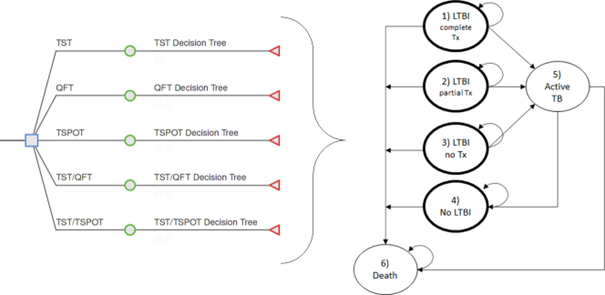 TST
TST Decision Tree
QFT
QFT Decision Tree
TSPOT
TSPOT Decision Tree
TST/QFT
TST/QFT Decision Tree
TST/TSPOT
TST/TSPOT Decision Tree
1) LTBI
complete
Tx
2) LTBI
partial Tx
3) LTBI
no Tx
4)
No LTBI
5)
Active
TB
6)
Death